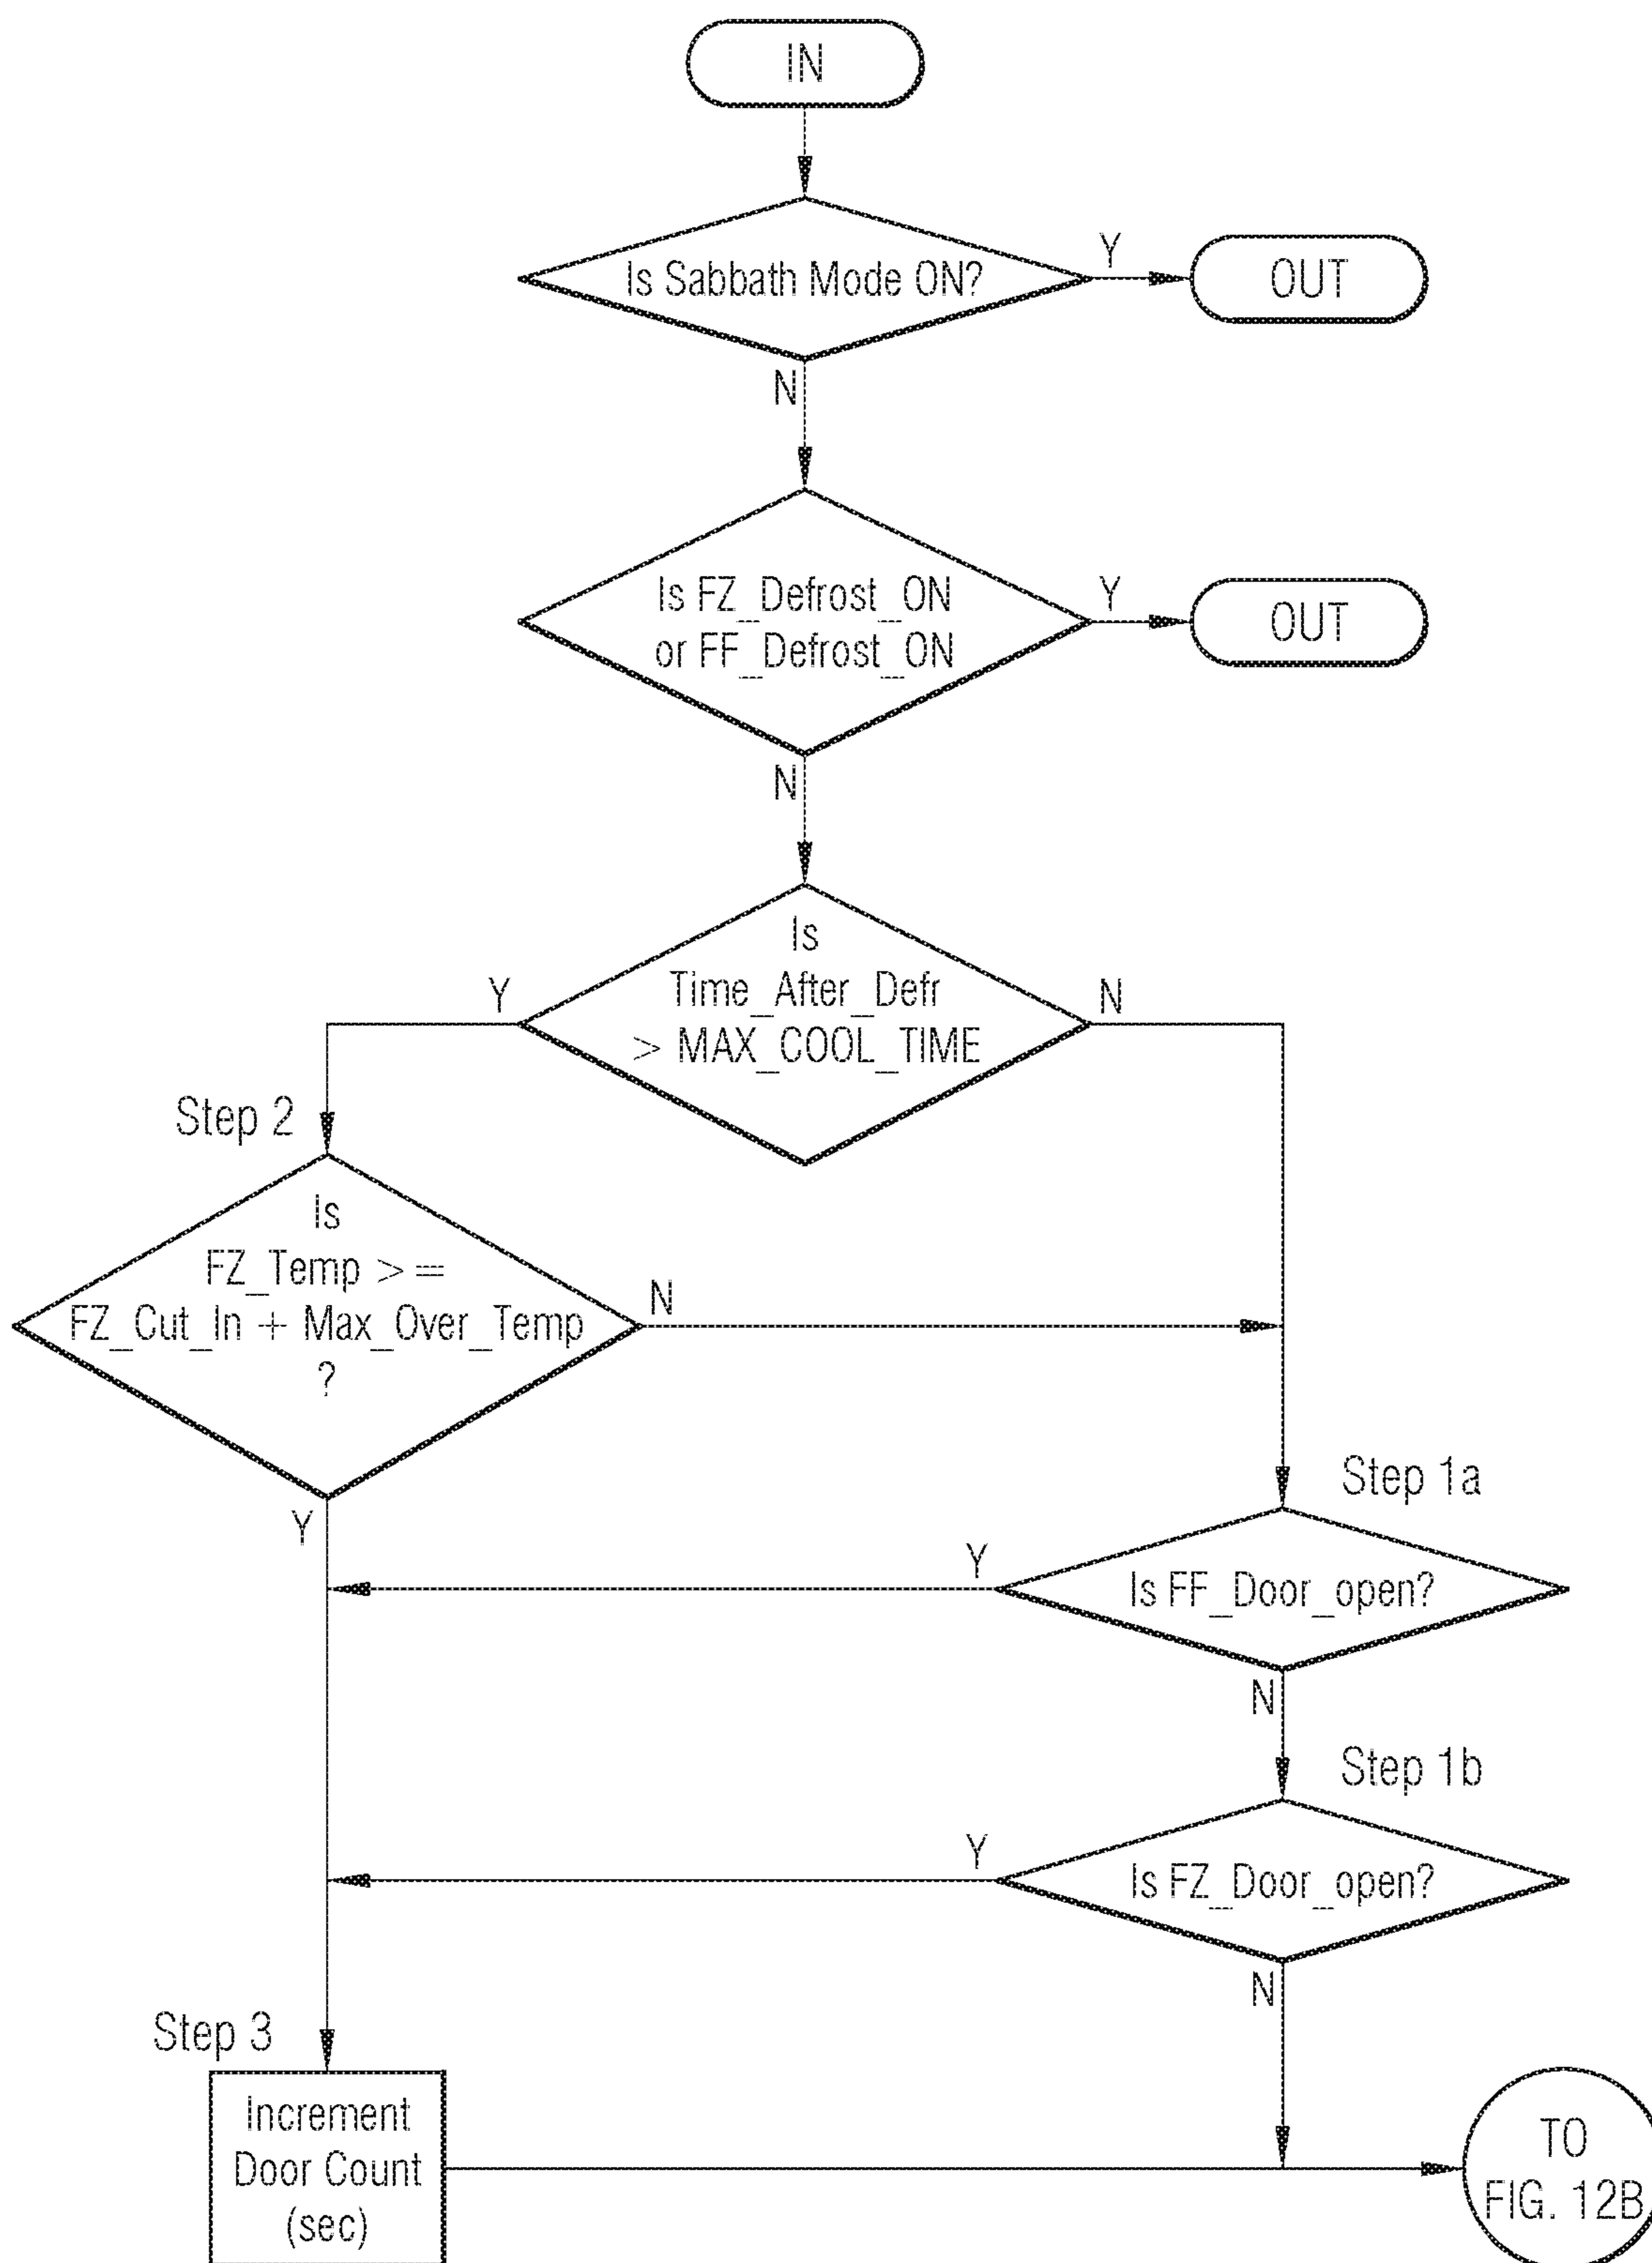 IN
Is Sabbath Mode ON?
Y
OUT
N
Is FZ_Defrost_ON
or FF_Defrost_ON
Y
OUT
N
Is
Time_After_Defr
> MAX_COOL_TIME
Y
N
Step 2
Is
FZ_Temp > =
FZ_Cut_In + Max_Over_Temp
?
N
Y
Step 1a
Is FF_Door_open?
Y
N
Step 1b
Is FZ_Door_open?
Y
N
Step 3
Increment
Door Count
(sec)
TO
FIG. 12B